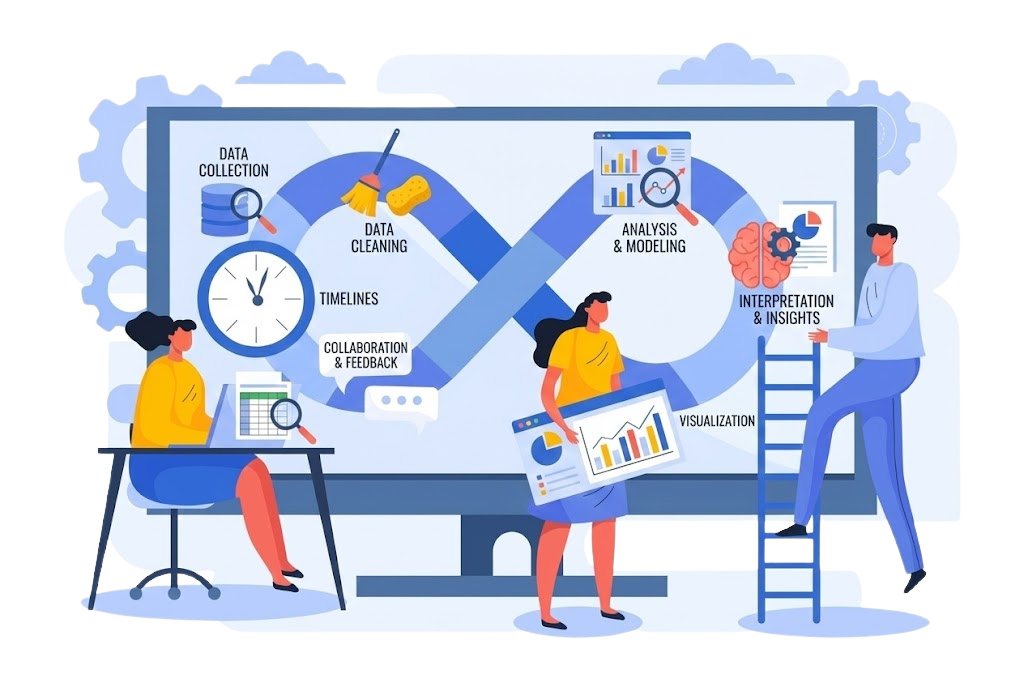 DATA
COLLECTION
DATA
CLEANING
ANALYSIS
& MODELING
TIMELINES
INTERPRETATION
& INSIGHTS
COLLABORATION
& FEEDBACK
VISUALIZATION